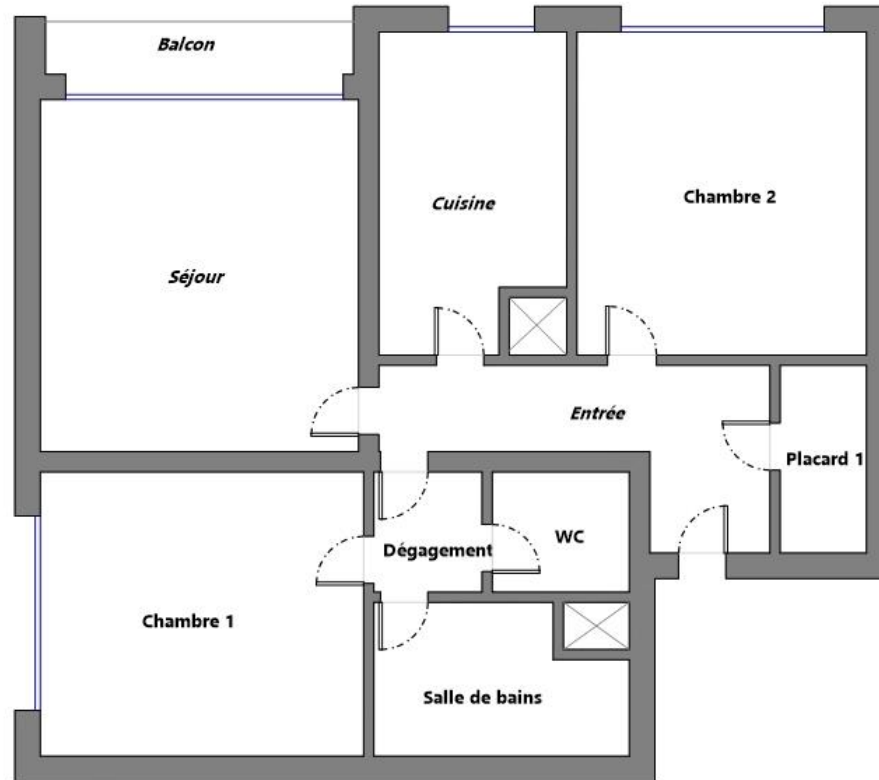 Balcon
Cuisine
Chambre 2
Séjour
Entrée
Placard 1
Dégagement
WC
Chambre 1
Salle de bains